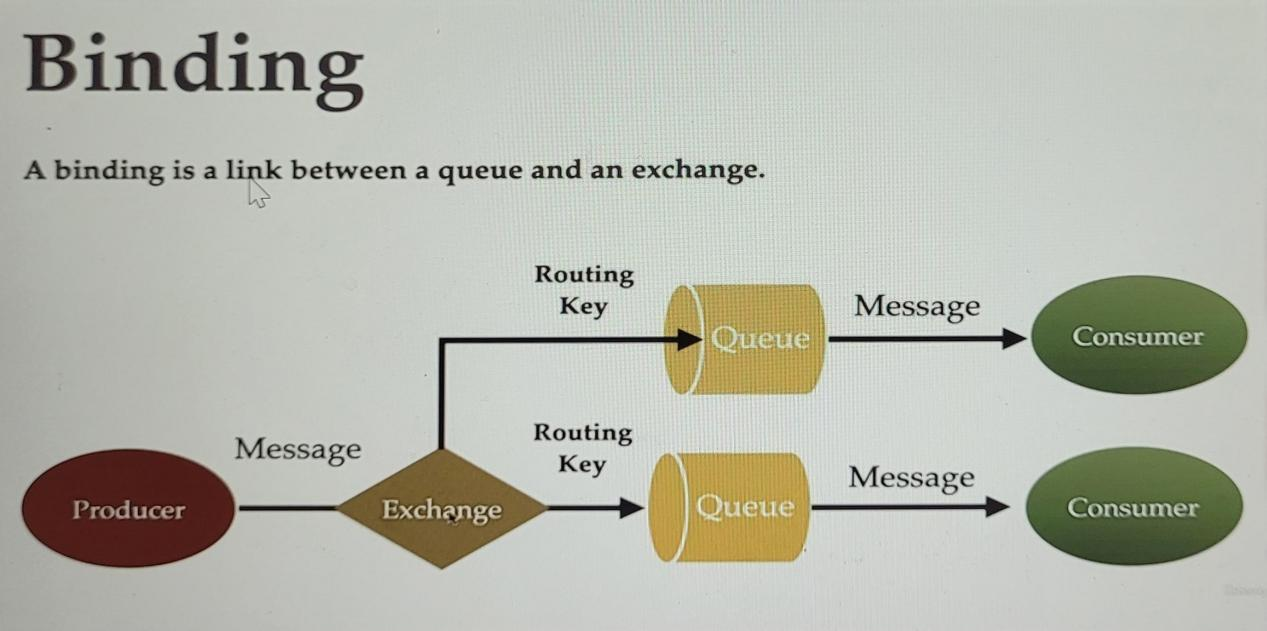 Binding
A binding is a link between a queue and an exchange.
Routing
Key
Queue
Message
Consumer
Routing
Key
Message
Producer
Exchange
Queue
Message
Consumer